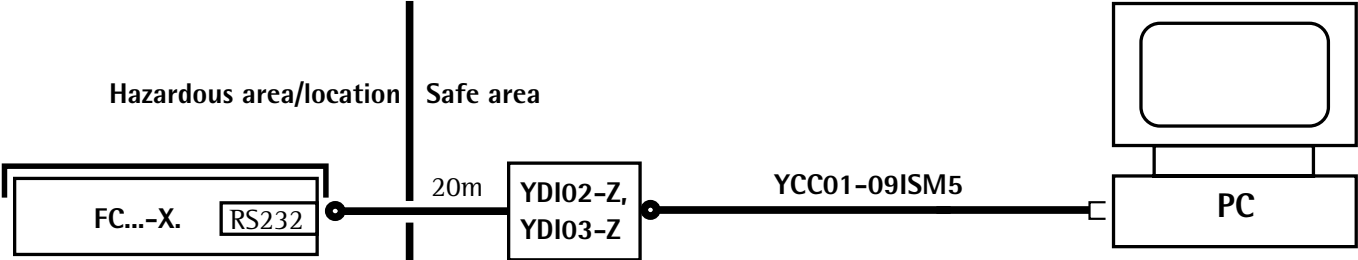 Hazardous area/location
Safe area
FC...-X.
RS232
20m
YDI02-Z,
YDI03-Z
YCC01-09ISM5
PC